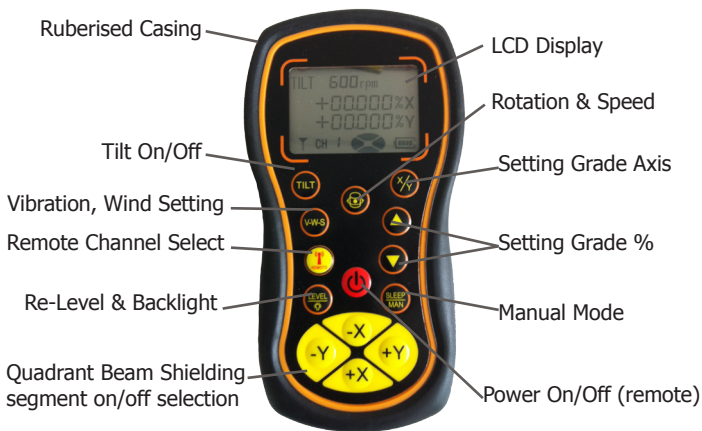 Ruberised Casing
LCD Display
TILT 600rpm
+00.000%X
+00.000%Y
CH 1
Rotation & Speed
Tilt On/Off
Setting Grade Axis
TILT
X/Y
Vibration, Wind Setting
V-W-S
Remote Channel Select
Setting Grade %
Re-Level & Backlight
LEVEL
SLEEP
MAN
Manual Mode
-X
-Y
+Y
+X
Quadrant Beam Shielding
segment on/off selection
Power On/Off (remote)